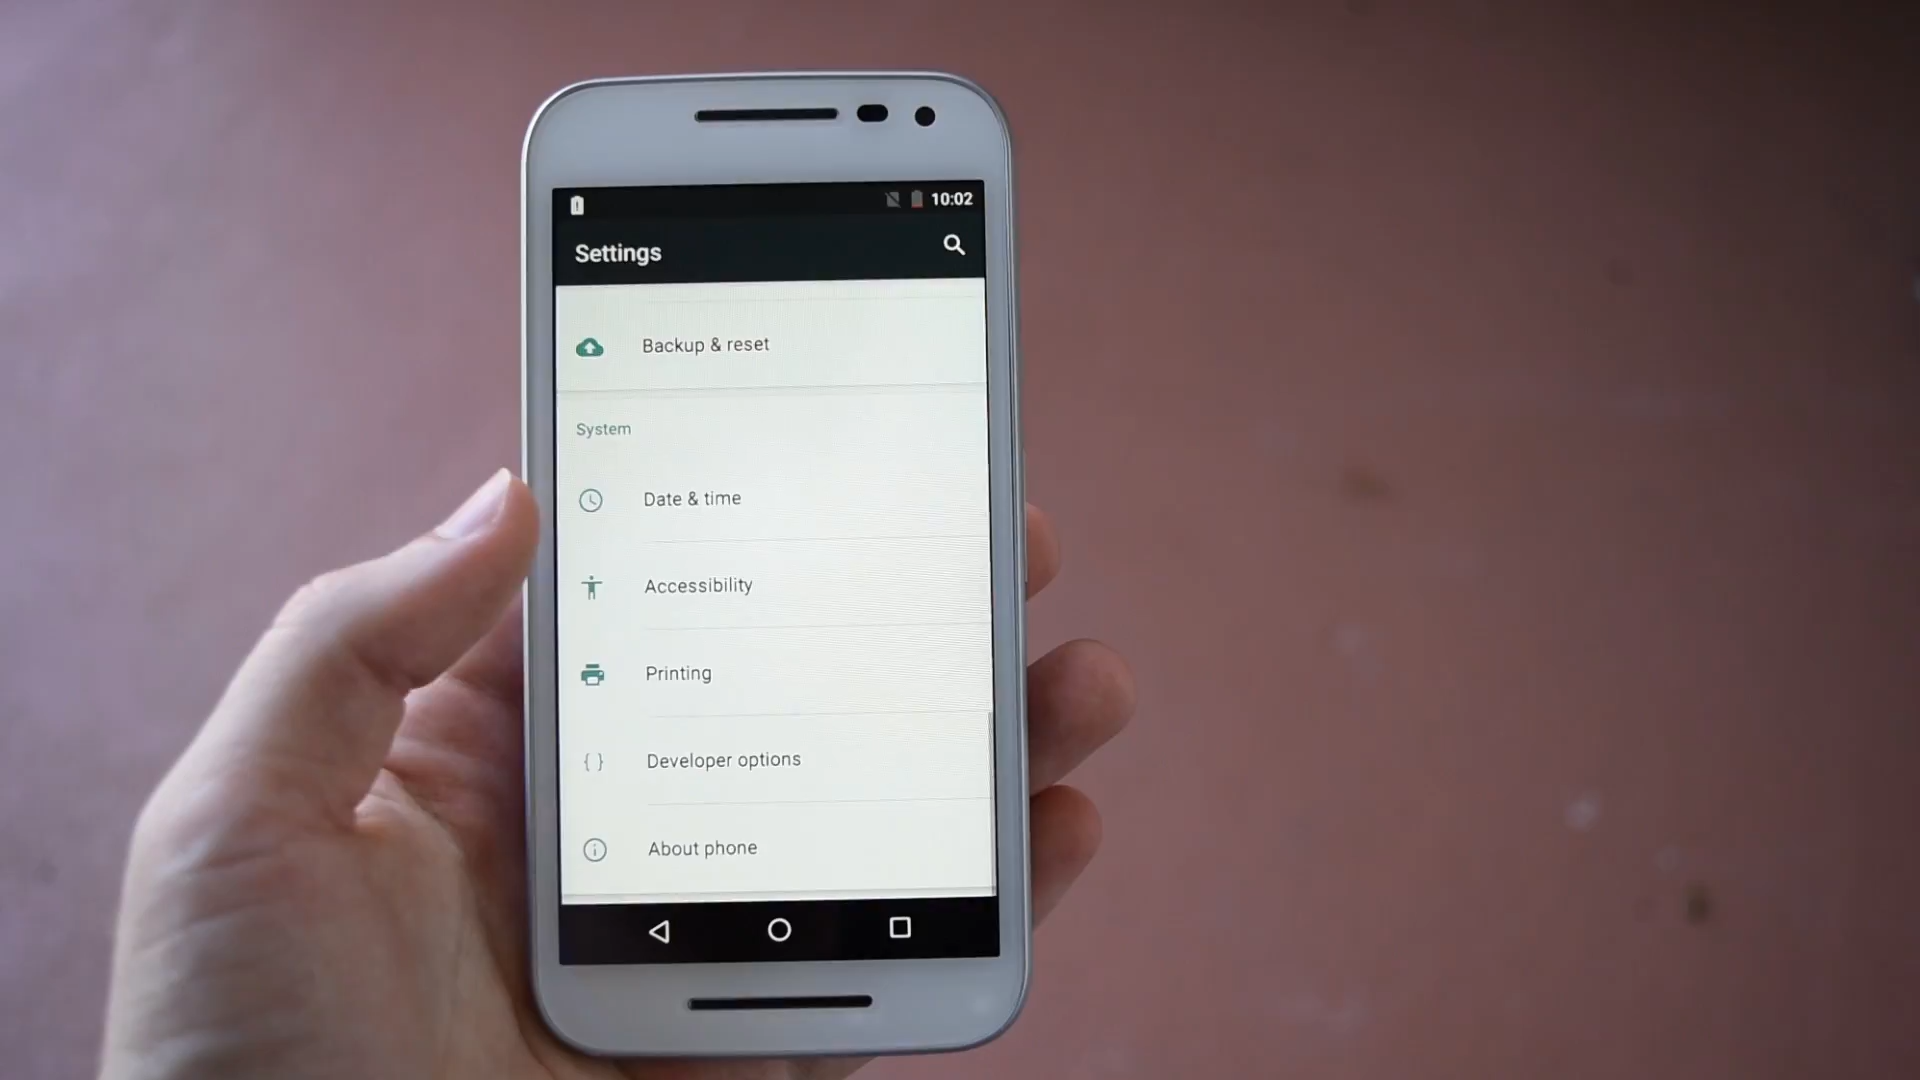 10:02
Settings
Backup & reset
System
Date & time
Accessibility
Printing
Developer options
About phone